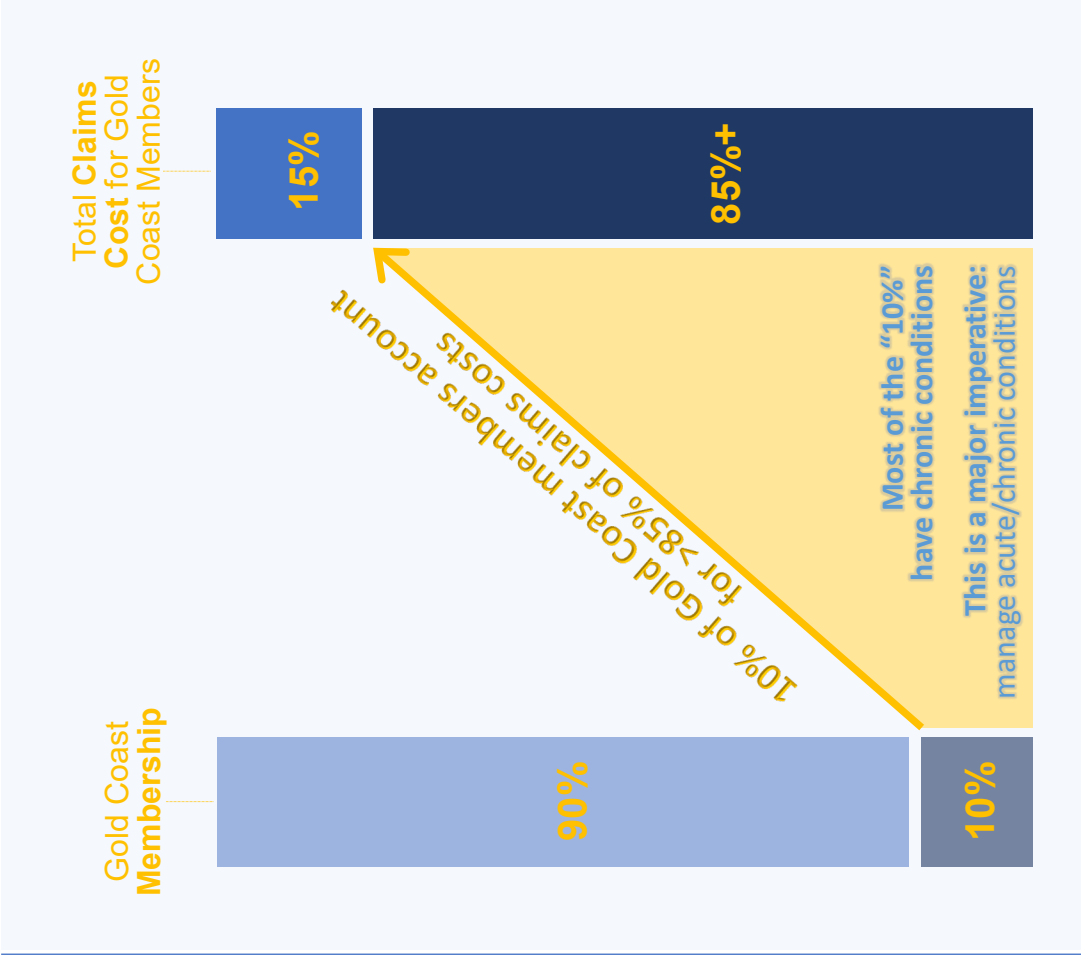 Gold Coast
Membership
Total Claims
Cost for Gold
Coast Members
90%
10%
15%
85%+
10% of Gold Coast members account
for >85% of claims costs
Most of the “10%”
have chronic conditions
This is a major imperative:
manage acute/chronic conditions